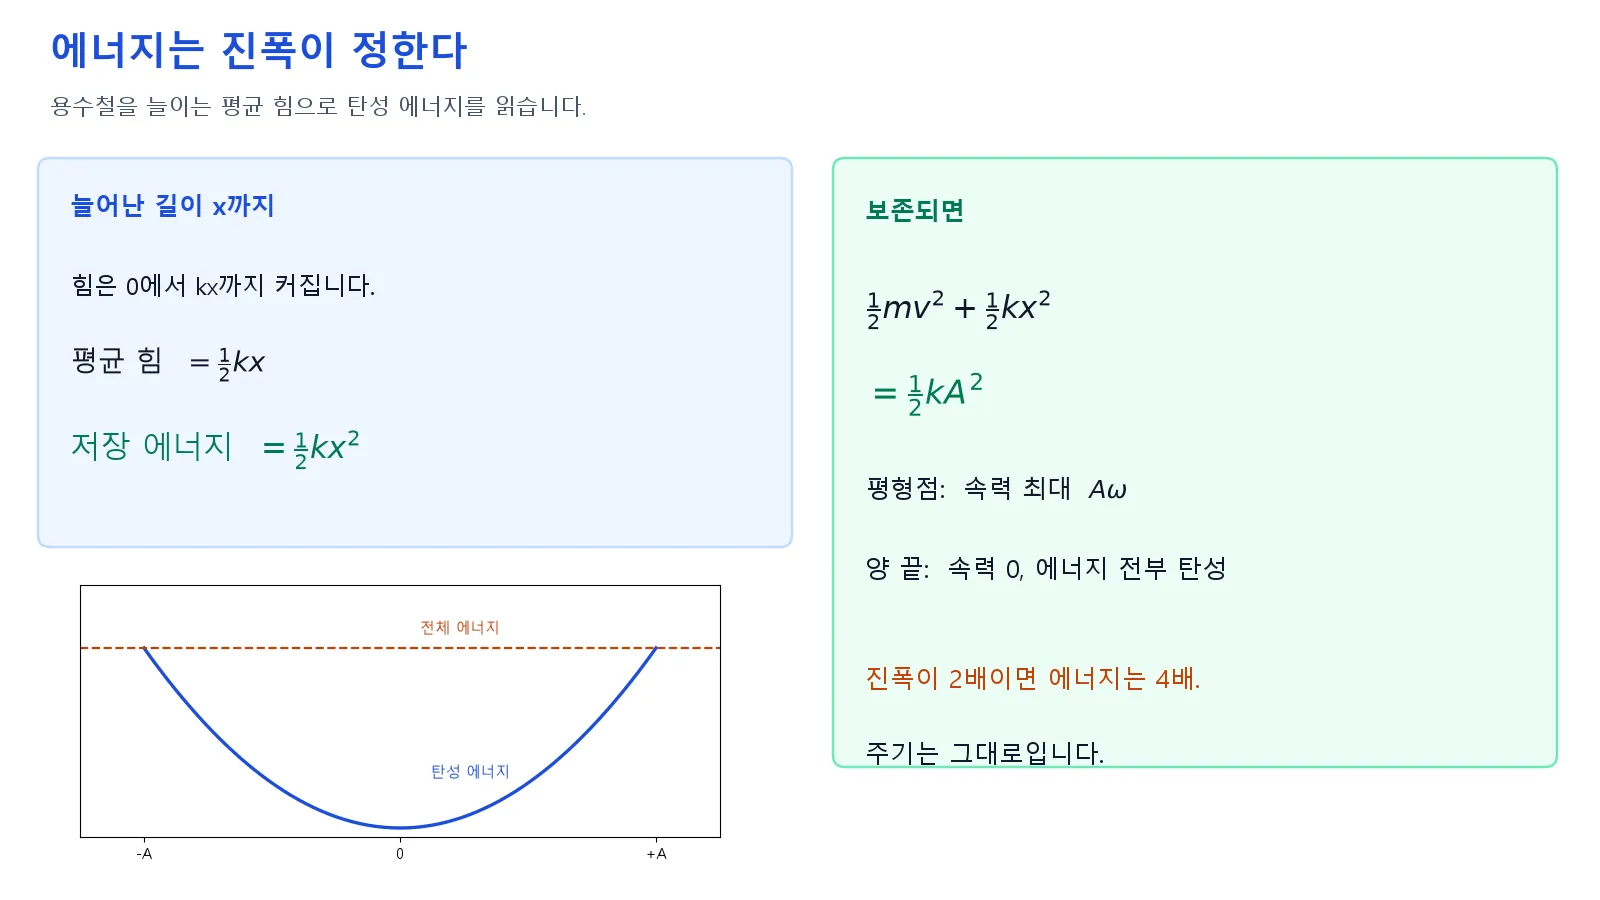 에너지는 진폭이 정한다
용수철을 늘이는 평균 힘으로 탄성 에너지를 읽습니다.
늘어난 길이 x까지
힘은 0에서 kx까지 커집니다.
평균 힘 = ½kx
저장 에너지 = ½kx²
전체 에너지
탄성 에너지
-A 0 +A
보존되면
½mv² + ½kx²
= ½kA²
평형점: 속력 최대 Aω
양 끝: 속력 0, 에너지 전부 탄성
진폭이 2배이면 에너지는 4배.
주기는 그대로입니다.